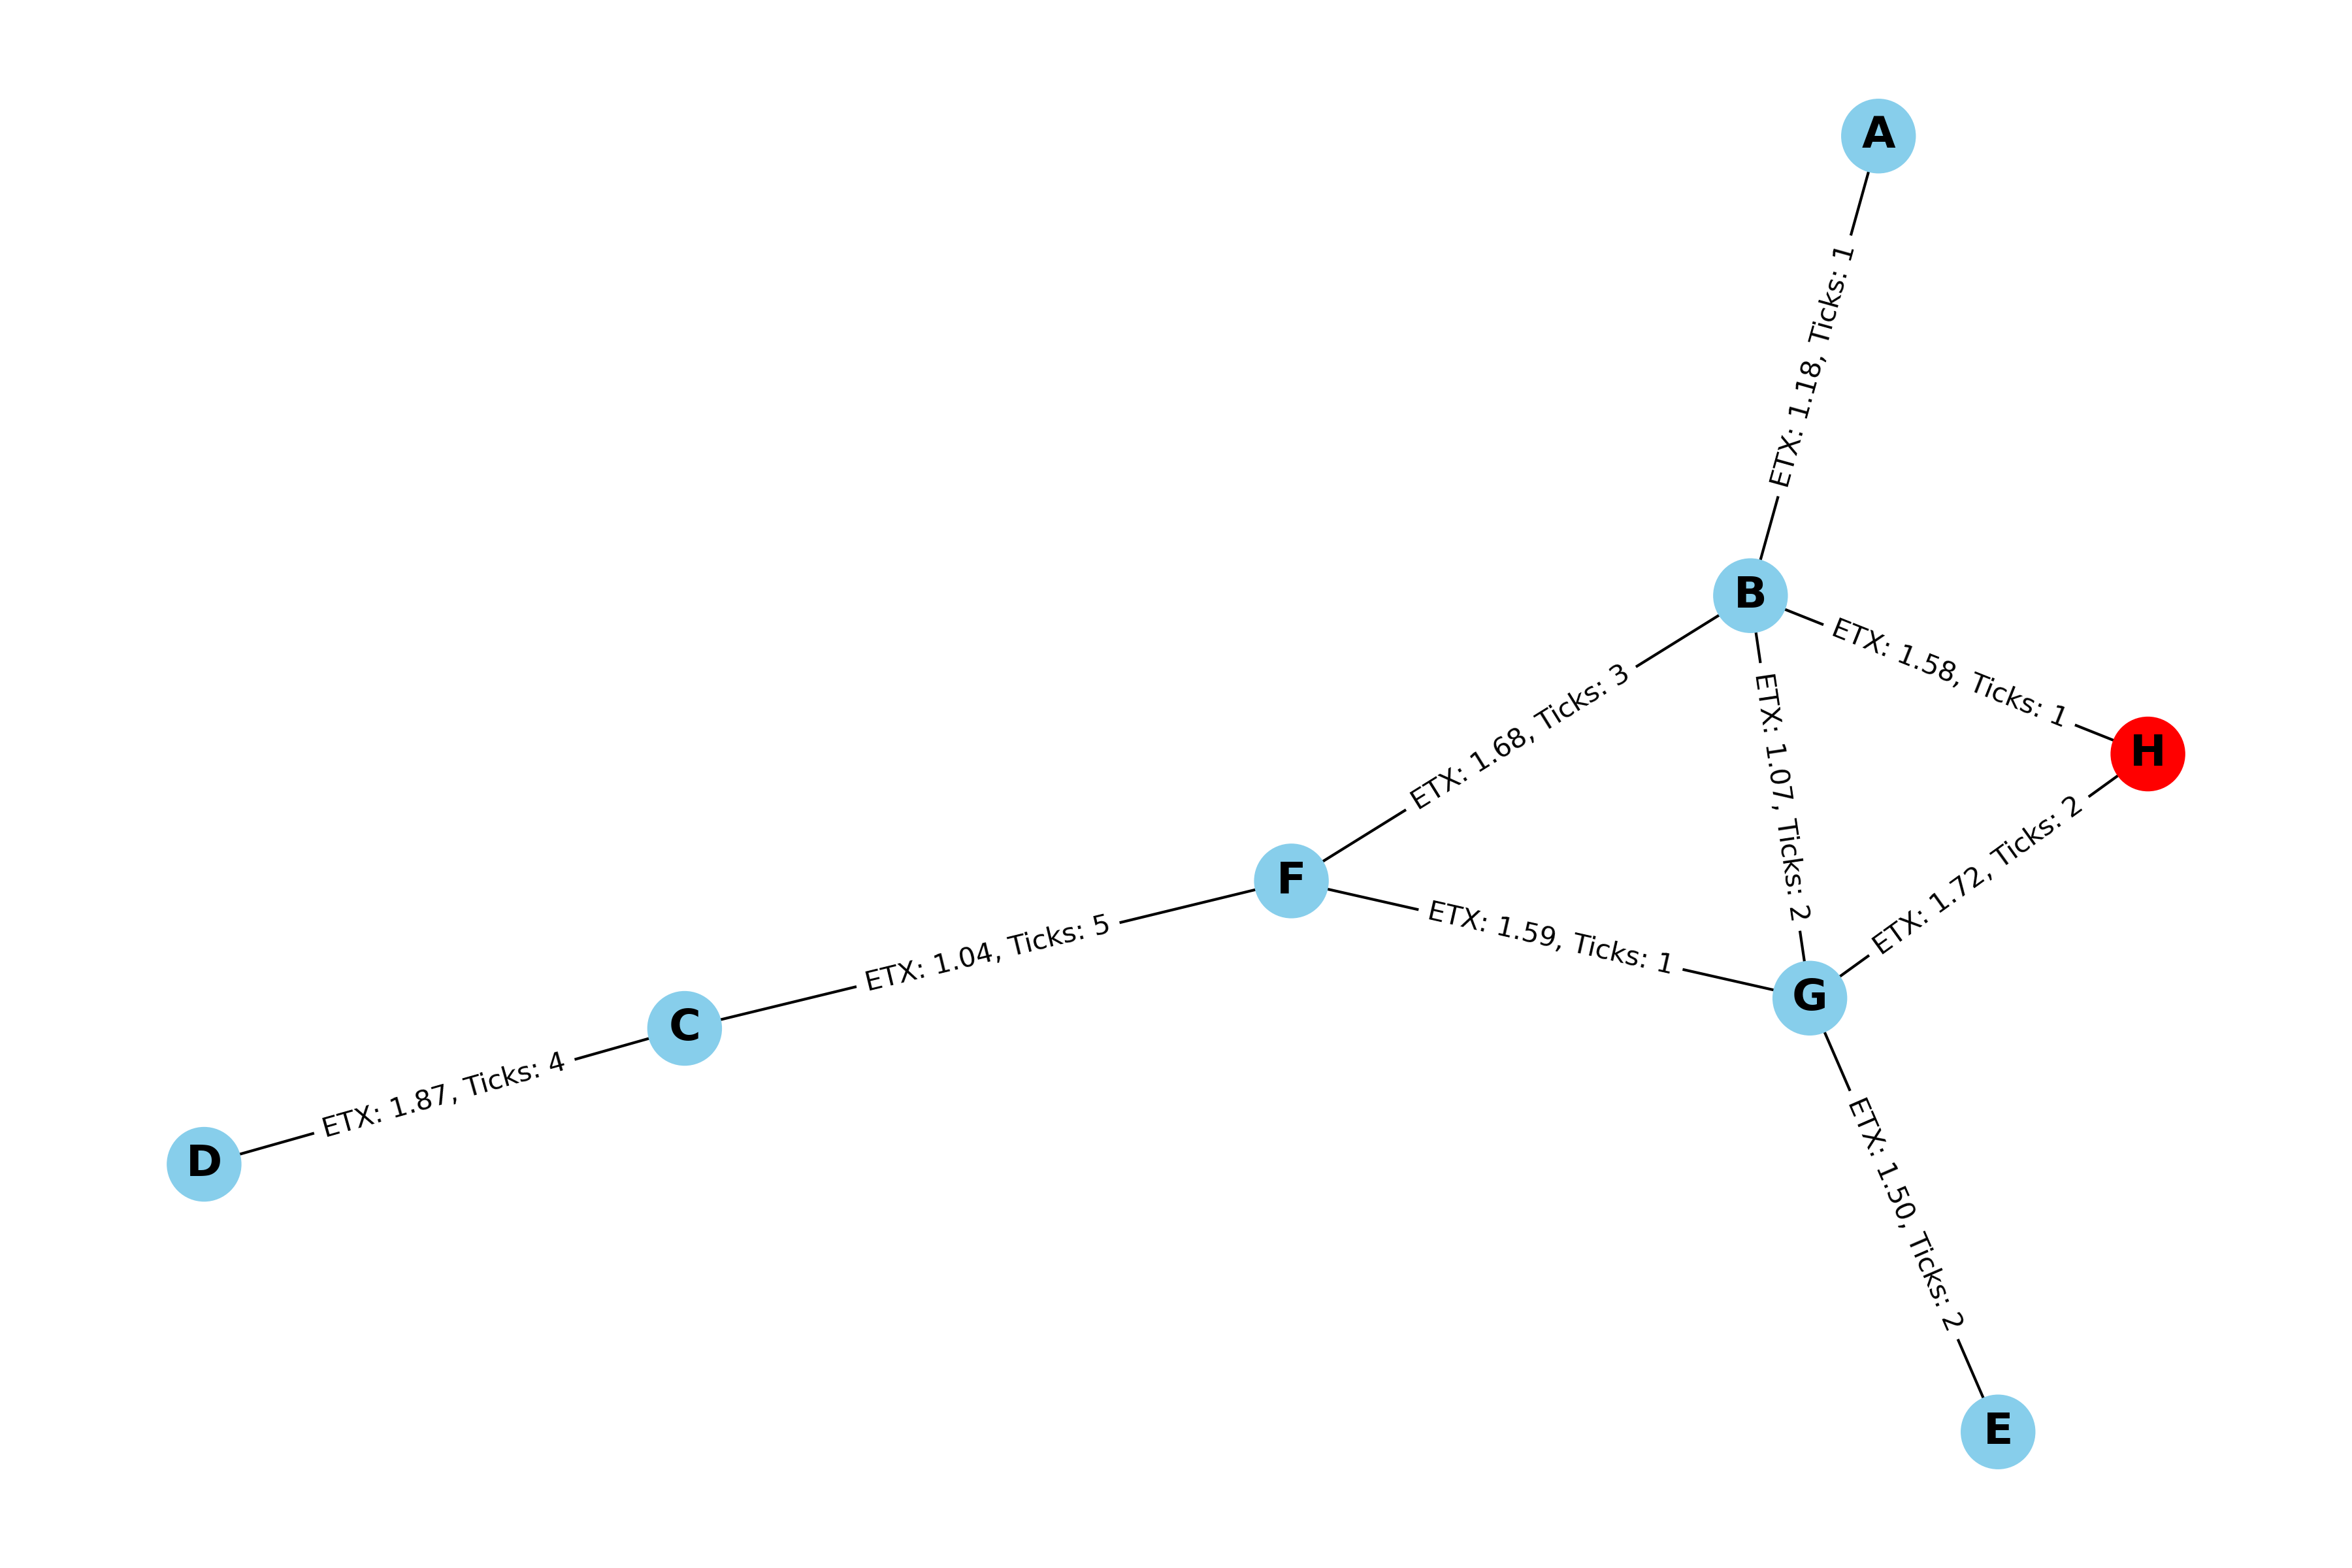 A
ETX: 1.18, Ticks: 1
B
ETX: 1.58, Ticks: 1
ETX: 1.68, Ticks: 3
ETX: 1.07, Ticks: 2
H
ETX: 1.72, Ticks: 2
F
ETX: 1.59, Ticks: 1
ETX: 1.04, Ticks: 5
G
C
ETX: 1.87, Ticks: 4
D
ETX: 1.50, Ticks: 2
E